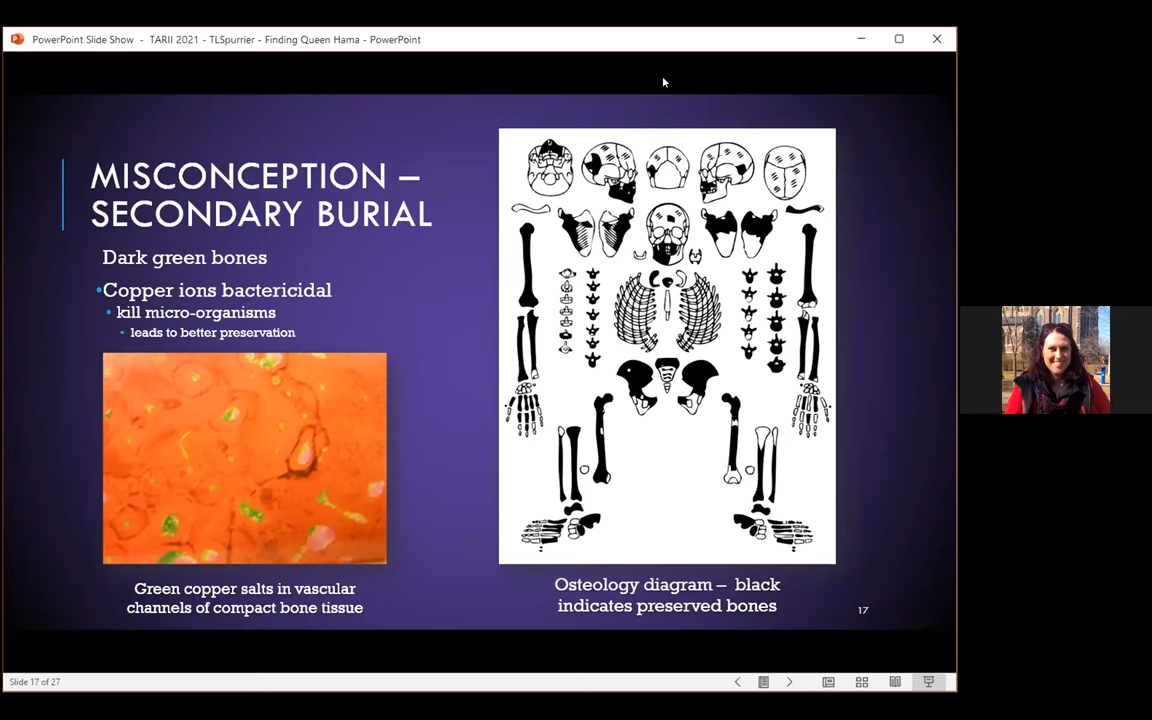 PowerPoint Slide Show - TARII 2021 - TLSpurrier - Finding Queen Hama - PowerPoint
MISCONCEPTION –
SECONDARY BURIAL
Dark green bones
•Copper ions bactericidal
• kill micro-organisms
• leads to better preservation
Green copper salts in vascular
channels of compact bone tissue
Osteology diagram – black
indicates preserved bones
17
Slide 17 of 27